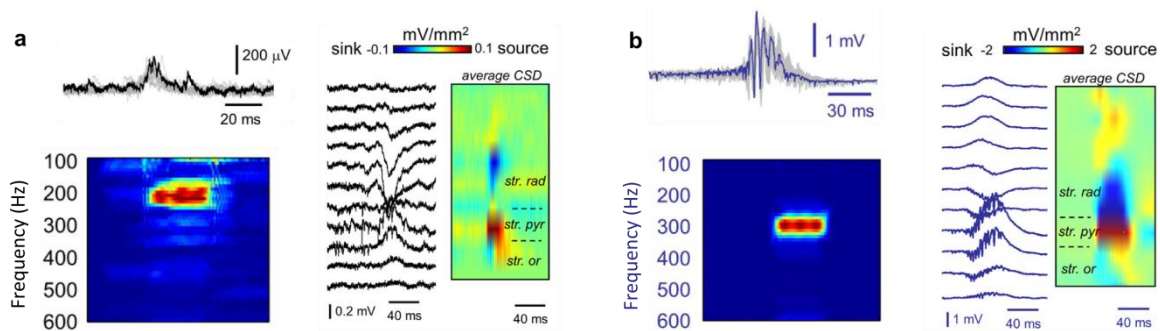 a
200 μV
20 ms
Frequency (Hz)
100
200
300
400
500
600
mV/mm²
sink -0.1 0.1 source
average CSD
str. rad
str. pyr
str. or
0.2 mV
40 ms
40 ms
b
1 mV
30 ms
Frequency (Hz)
100
200
300
400
500
600
mV/mm²
sink -2 2 source
average CSD
str. rad
str. pyr
str. or
1 mV
40 ms
40 ms